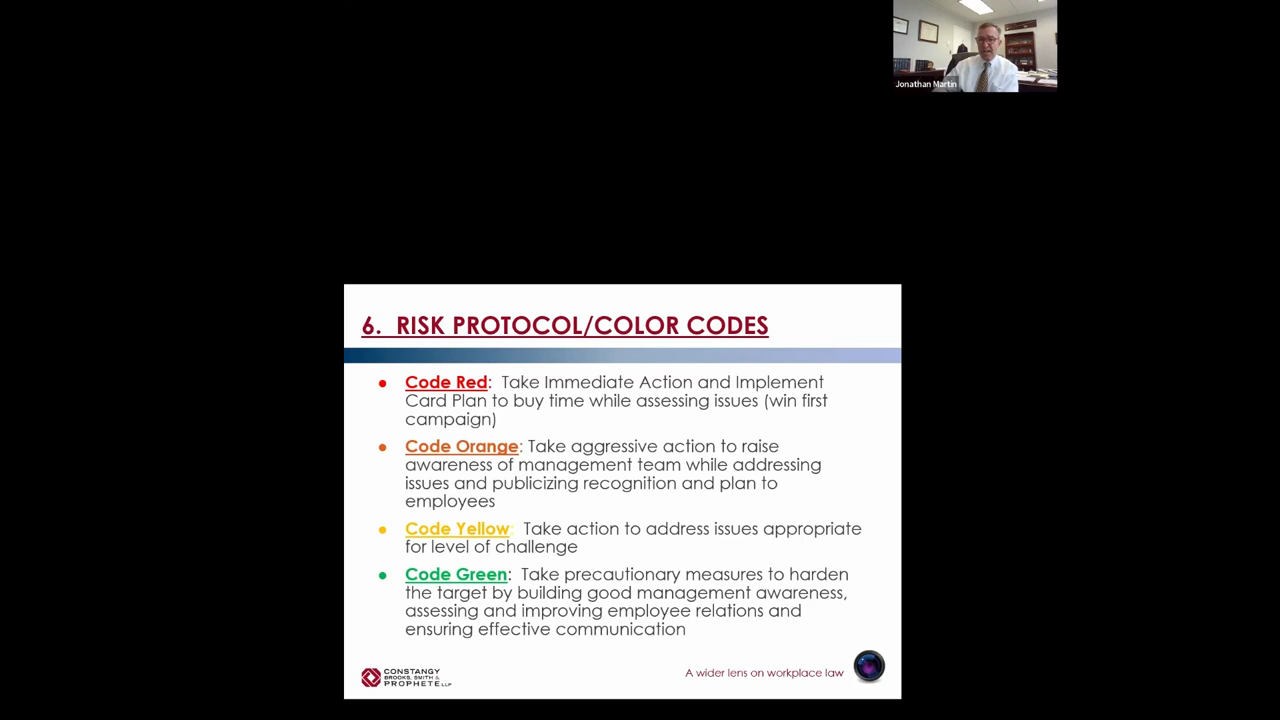 Jonathan Martin
6. RISK PROTOCOL/COLOR CODES
● Code Red: Take Immediate Action and Implement
Card Plan to buy time while assessing issues (win first
campaign)
● Code Orange: Take aggressive action to raise
awareness of management team while addressing
issues and publicizing recognition and plan to
employees
● Code Yellow: Take action to address issues appropriate
for level of challenge
● Code Green: Take precautionary measures to harden
the target by building good management awareness,
assessing and improving employee relations and
ensuring effective communication
CONSTANGY
BROOKS, SMITH &
PROPHETE LLP
A wider lens on workplace law